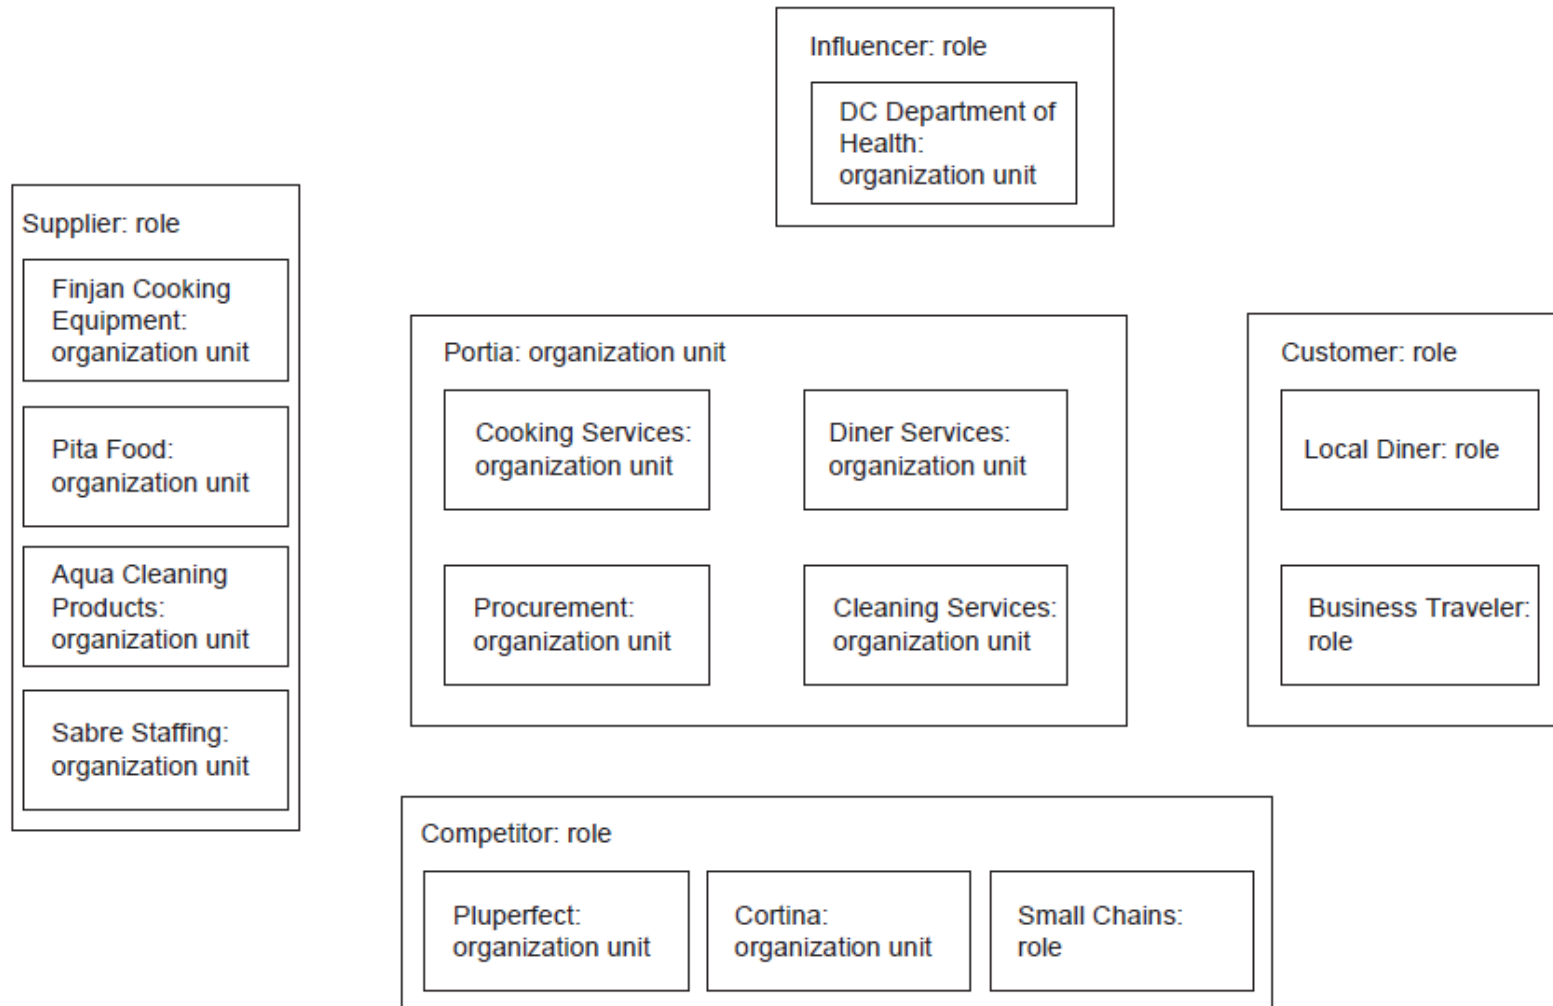 Influencer: role
DC Department of
Health:
organization unit
Supplier: role
Finjan Cooking
Equipment:
organization unit
Pita Food:
organization unit
Aqua Cleaning
Products:
organization unit
Sabre Staffing:
organization unit
Portia: organization unit
Cooking Services:
organization unit
Diner Services:
organization unit
Procurement:
organization unit
Cleaning Services:
organization unit
Customer: role
Local Diner: role
Business Traveler:
role
Competitor: role
Pluperfect:
organization unit
Cortina:
organization unit
Small Chains:
role